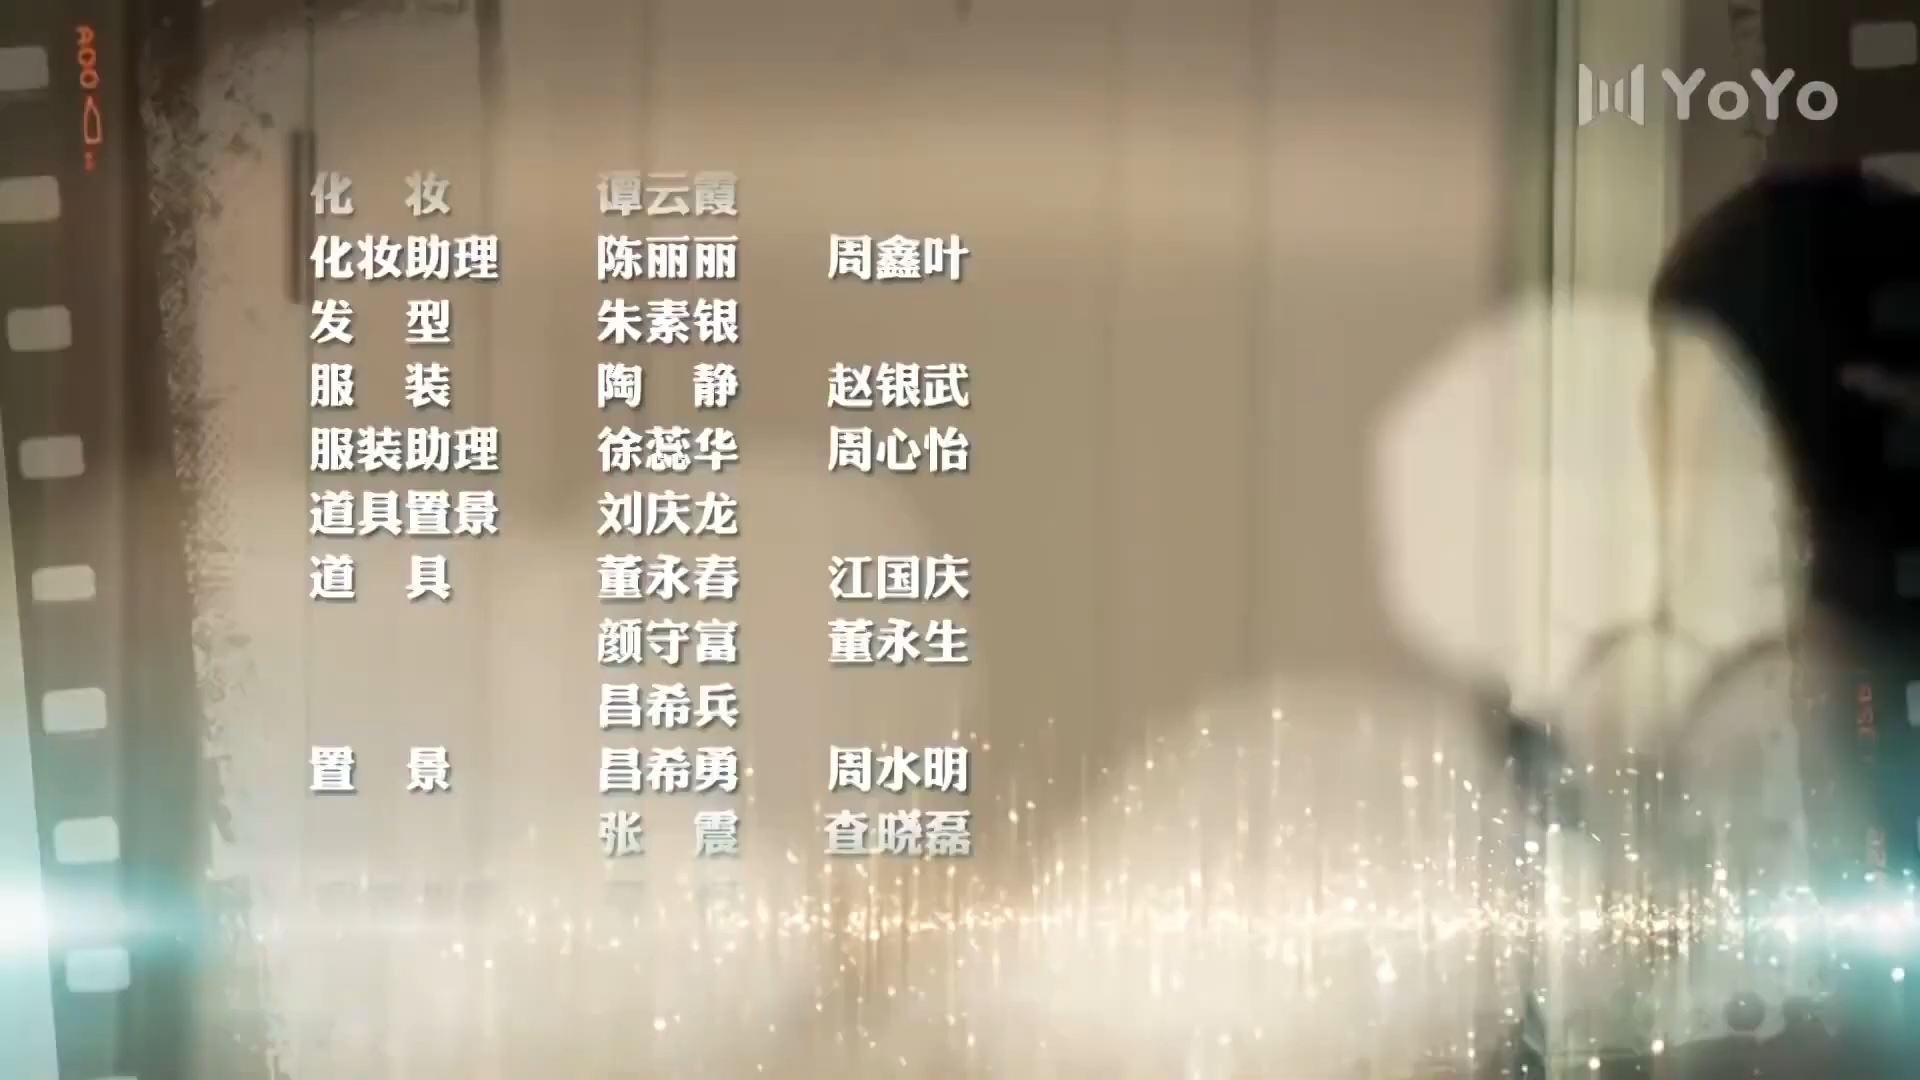 YoYo
化 妆 谭云霞
化妆助理 陈丽丽 周鑫叶
发 型 朱素银
服 装 陶 静 赵银武
服装助理 徐蕊华 周心怡
道具置景 刘庆龙
道 具 董永春 江国庆
颜守富 董永生
昌希兵
置 景 昌希勇 周水明
张 震 查晓磊